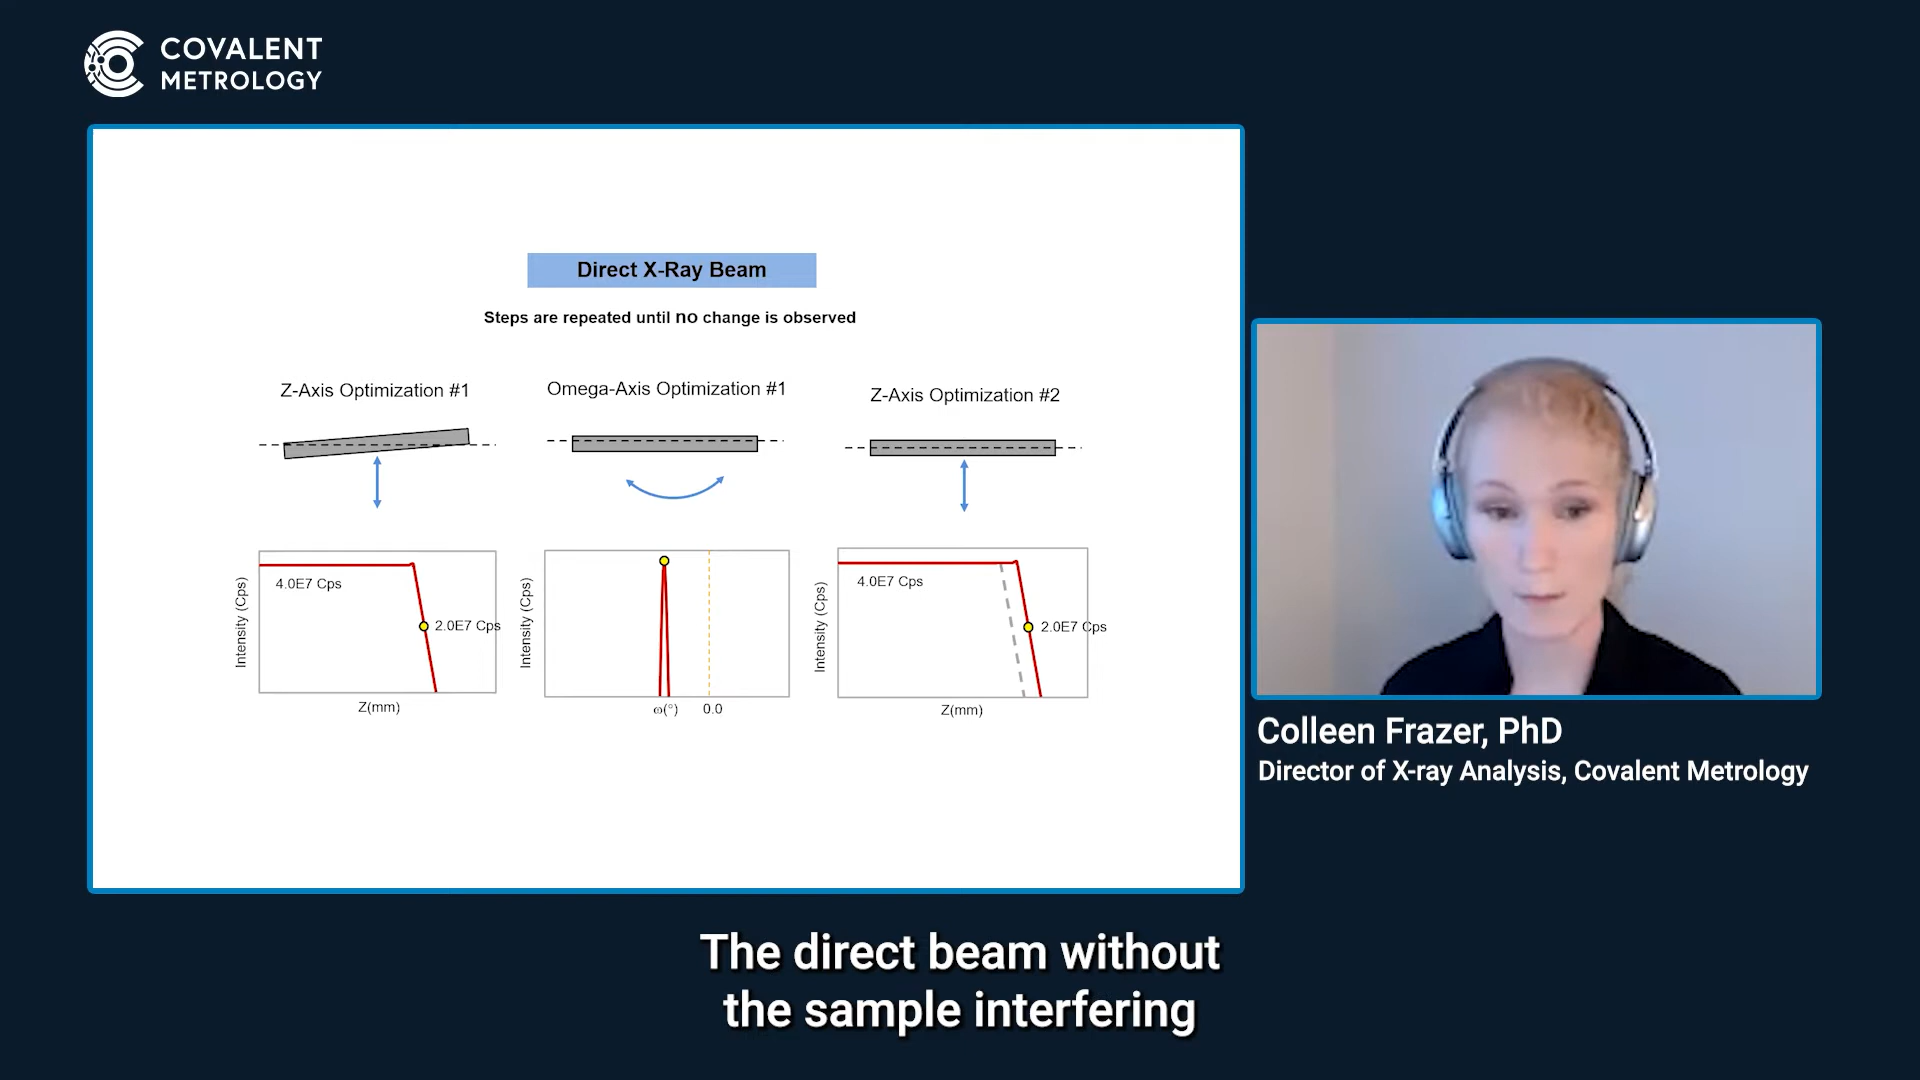 COVALENT
METROLOGY
Direct X-Ray Beam
Steps are repeated until no change is observed
Z-Axis Optimization #1
Omega-Axis Optimization #1
Z-Axis Optimization #2
Intensity (Cps)
4.0E7 Cps
2.0E7 Cps
Z(mm)
Intensity (Cps)
ω(°)
0.0
Intensity (Cps)
4.0E7 Cps
2.0E7 Cps
Z(mm)
Colleen Frazer, PhD
Director of X-ray Analysis, Covalent Metrology
The direct beam without
the sample interfering